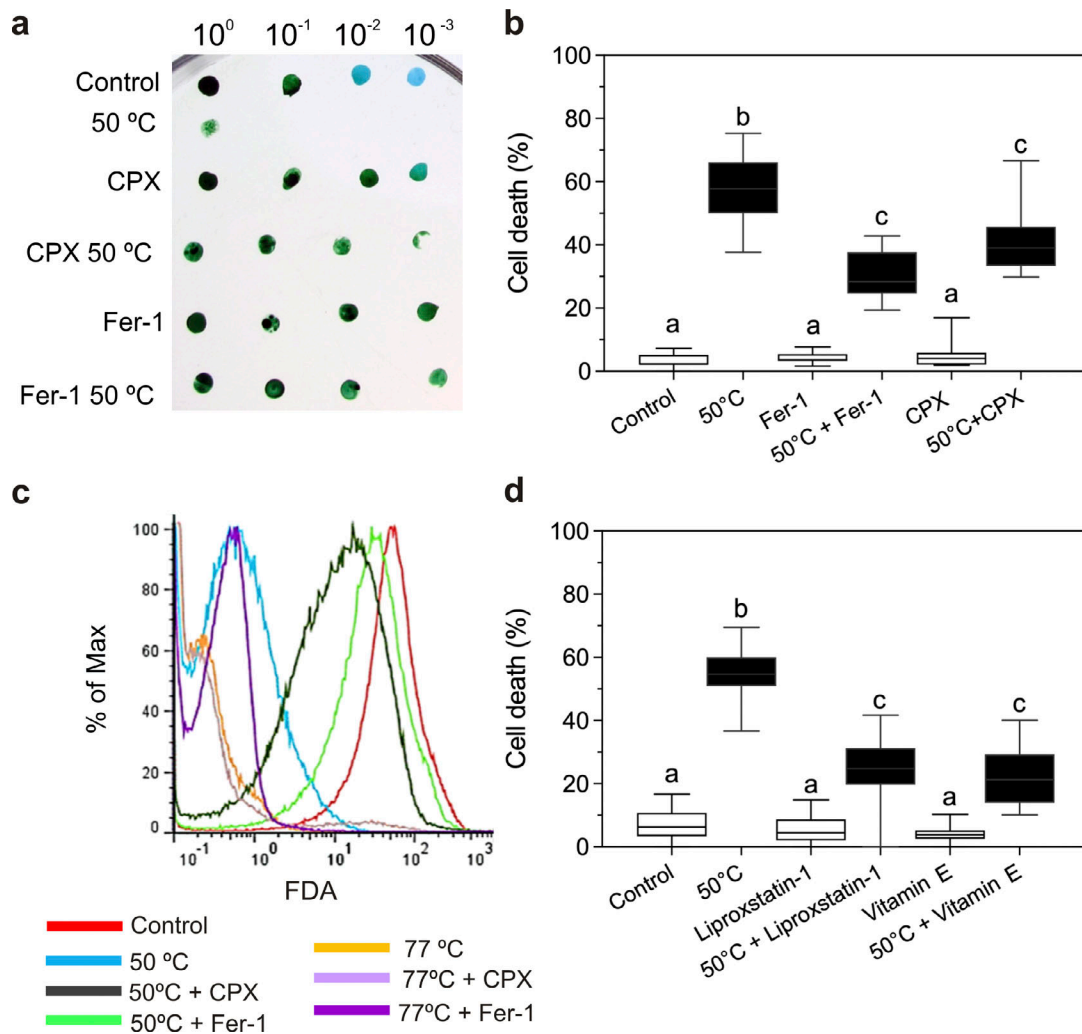 a
10⁰ 10⁻¹ 10⁻² 10⁻³
Control
50 ºC
CPX
CPX 50 ºC
Fer-1
Fer-1 50 ºC
b
Cell death (%)
100
80
60
40
20
0
a
b
a
c
a
c
Control
50°C
Fer-1
50°C + Fer-1
CPX
50°C+CPX
c
% of Max
100
80
60
40
20
0
10⁻¹ 10⁰ 10¹ 10² 10³
FDA
Control
50 ºC
50ºC + CPX
50ºC + Fer-1
77 ºC
77ºC + CPX
77ºC + Fer-1
d
Cell death (%)
100
80
60
40
20
0
a
b
a
c
a
c
Control
50°C
Liproxstatin-1
50°C + Liproxstatin-1
Vitamin E
50°C + Vitamin E